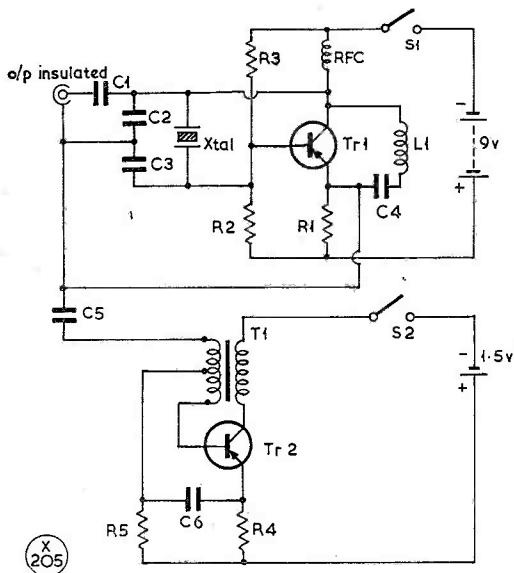 o/p insulated
C1
C2
C3
Xtal
R3
RFC
S1
Tr1
L1
-
9v
+
C4
R2
R1
C5
T1
S2
-
1·5v
+
Tr2
C6
R5
R4
X
205